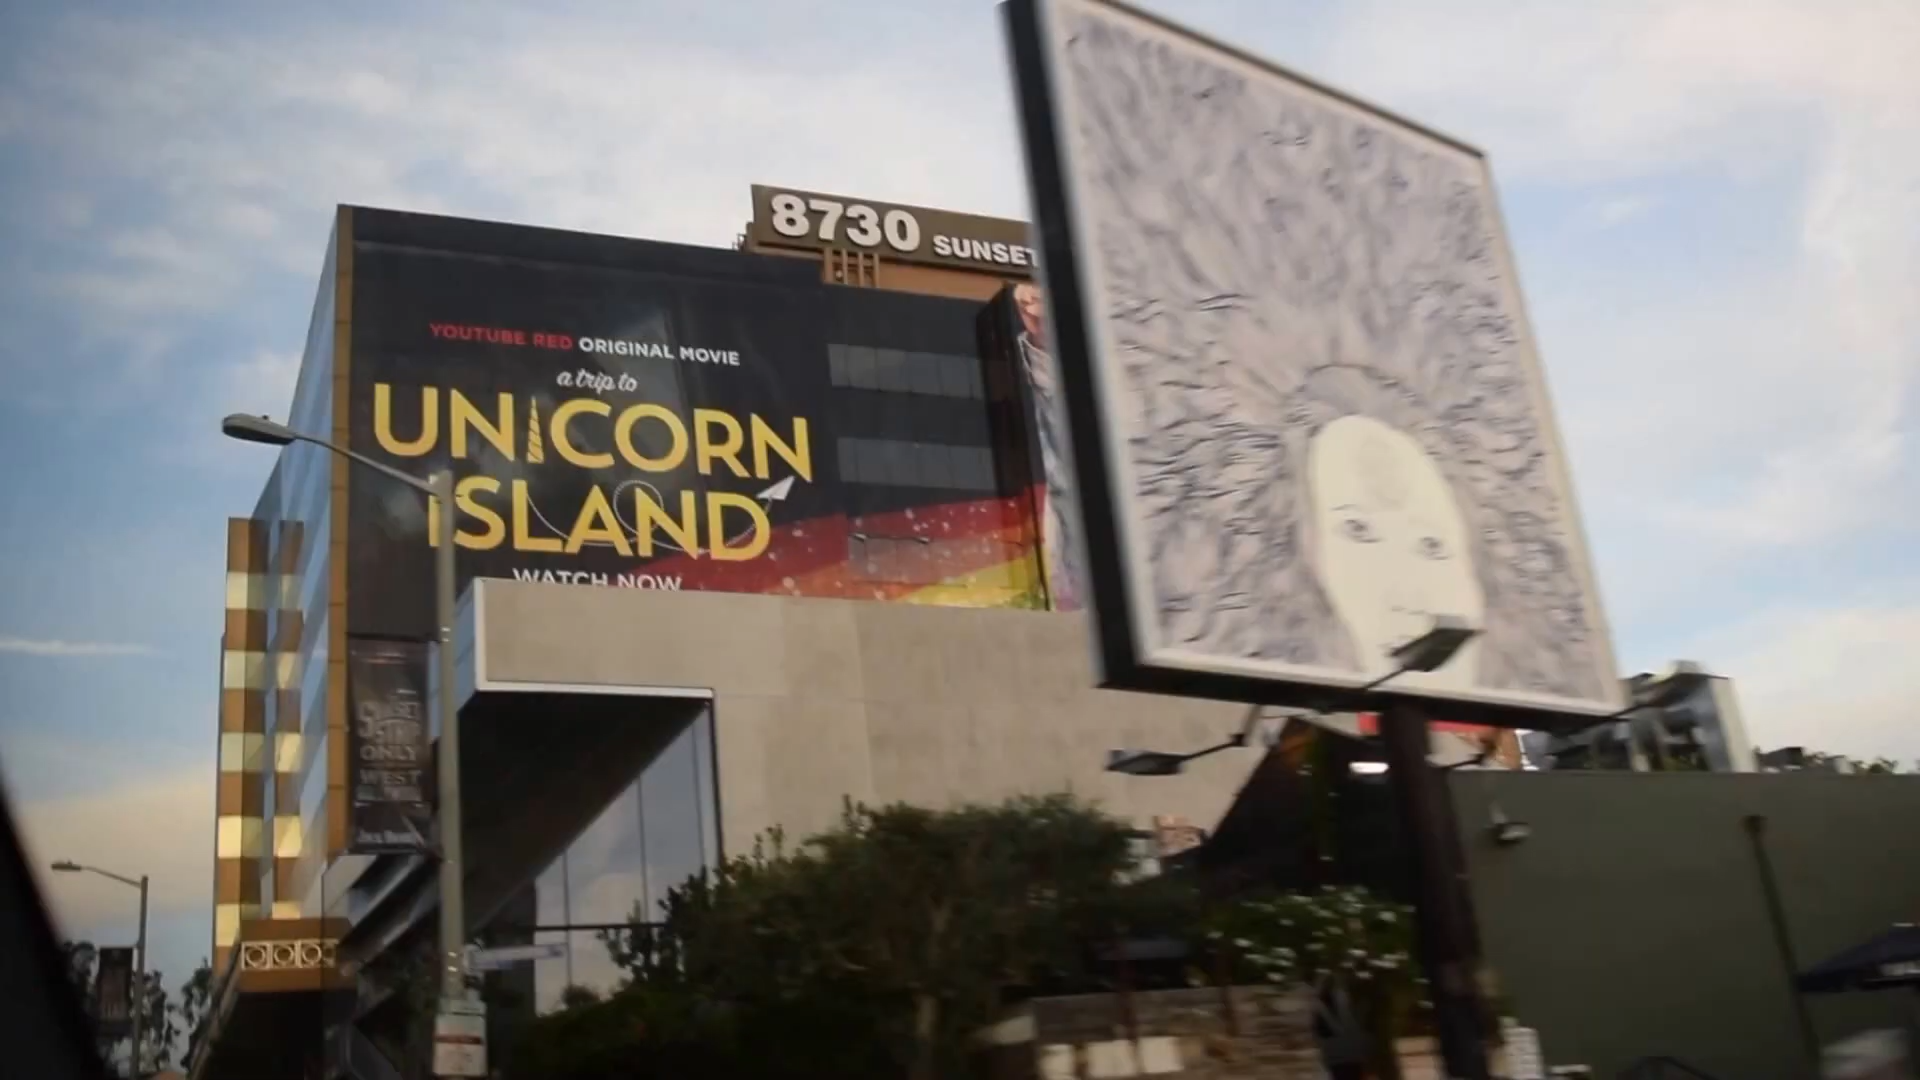 8730 SUNSET
YOUTUBE RED ORIGINAL MOVIE
a trip to
UNICORN
ISLAND
WATCH NOW
SUNSET
STRIP
ONLY
WEST